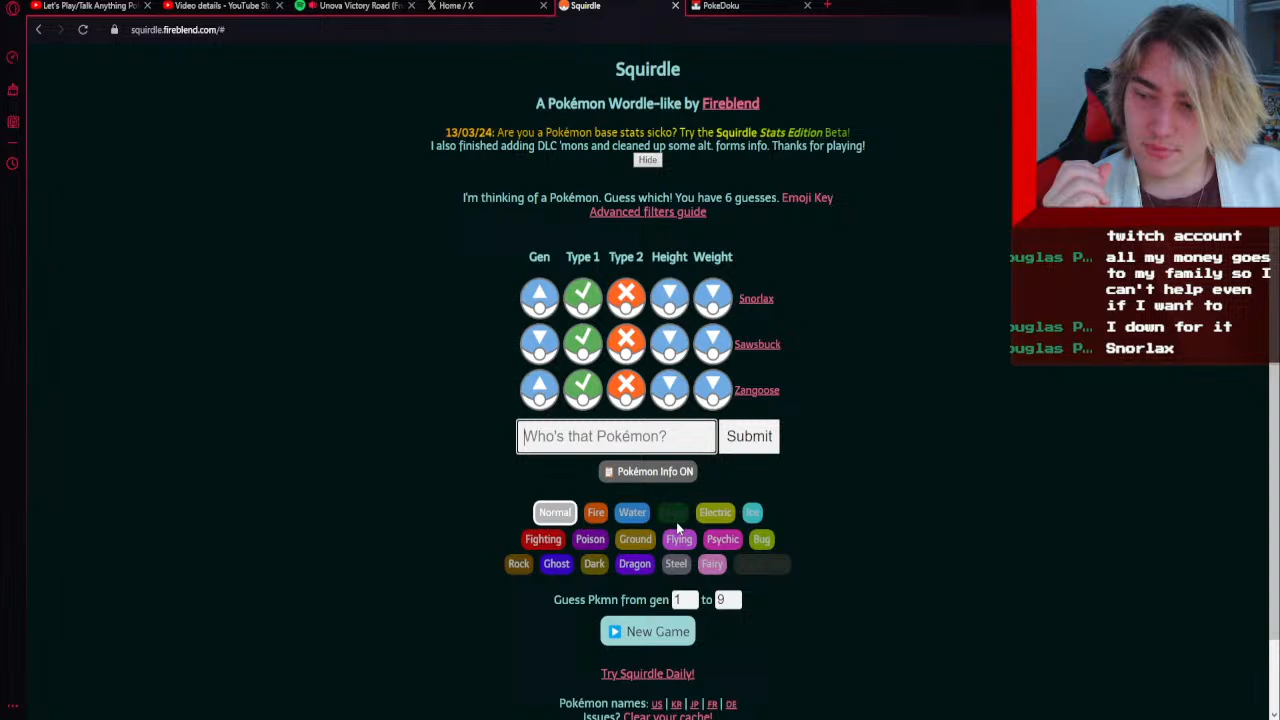 Let's Play/Talk Anything Po
Video details - YouTube St
Unova Victory Road (Fr
Home / X
Squirdle
PokeDoku
squirdle.fireblend.com/#
Squirdle
A Pokémon Wordle-like by Fireblend
13/03/24: Are you a Pokémon base stats sicko? Try the Squirdle Stats Edition Beta!
I also finished adding DLC 'mons and cleaned up some alt. forms info. Thanks for playing!
Hide
I'm thinking of a Pokémon. Guess which! You have 6 guesses. Emoji Key
Advanced filters guide
Gen Type 1 Type 2 Height Weight
Snorlax
Sawsbuck
Zangoose
Who's that Pokémon? Submit
Pokémon Info ON
Normal Fire Water Electric Ice
Fighting Poison Ground Flying Psychic Bug
Rock Ghost Dark Dragon Steel Fairy
Guess Pkmn from gen 1 to 9
New Game
Try Squirdle Daily!
Pokémon names: US | KR | JP | FR | DE
Issues? Clear your cache!
twitch account
ouglas P… all my money goes
to my family so I
can't help even
if I want to
ouglas P… I down for it
ouglas P… Snorlax